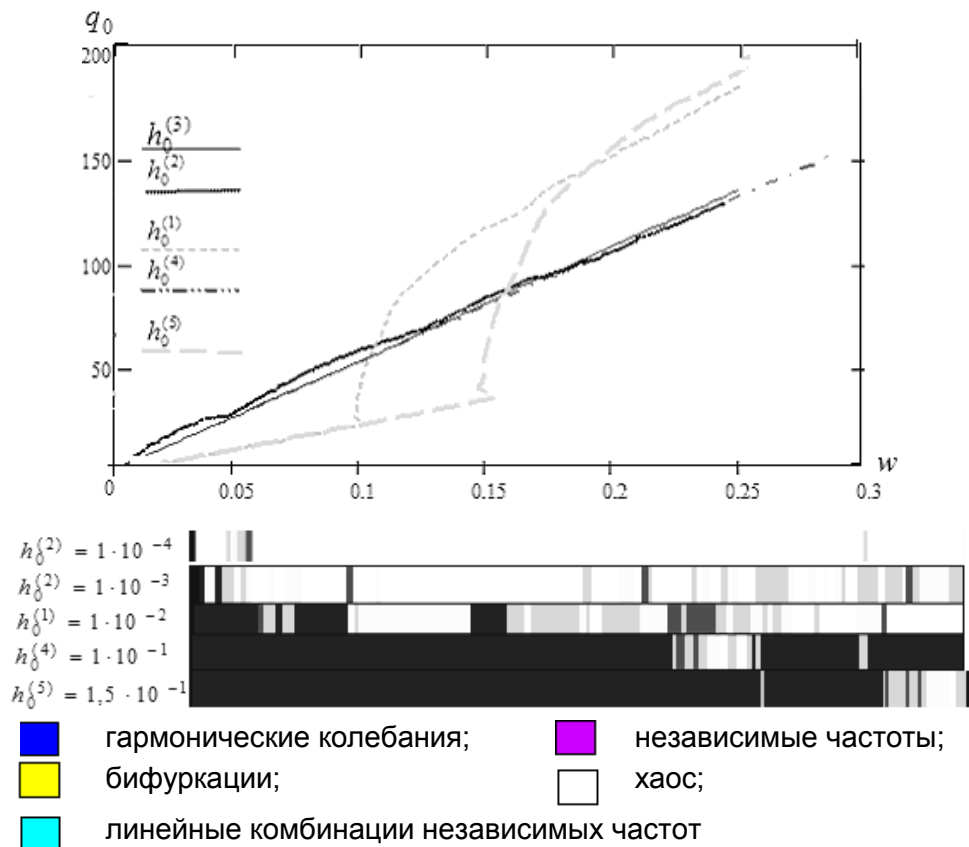 q₀
200
h₀⁽³⁾
150
h₀⁽²⁾
h₀⁽¹⁾
100
h₀⁽⁴⁾
h₀⁽⁵⁾
50
w
0 0.05 0.1 0.15 0.2 0.25 0.3
h₀⁽²⁾ = 1 · 10 ⁻⁴
h₀⁽²⁾ = 1 · 10 ⁻³
h₀⁽¹⁾ = 1 · 10 ⁻²
h₀⁽⁴⁾ = 1 · 10 ⁻¹
h₀⁽⁵⁾ = 1,5 · 10 ⁻¹
гармонические колебания; независимые частоты;
бифуркации; хаос;
линейные комбинации независимых частот